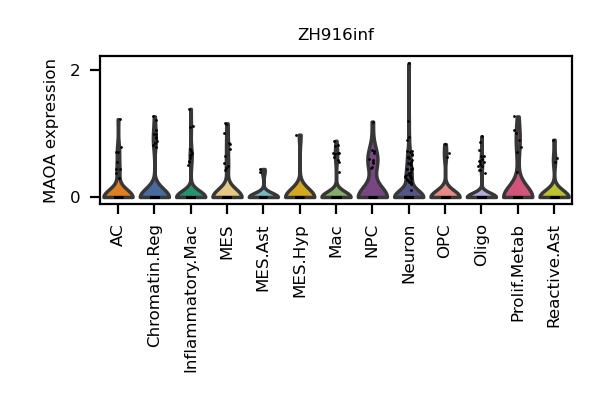 ZH916inf
MAOA expression
2
0
AC
Chromatin.Reg
Inflammatory.Mac
MES
MES.Ast
MES.Hyp
Mac
NPC
Neuron
OPC
Oligo
Prolif.Metab
Reactive.Ast